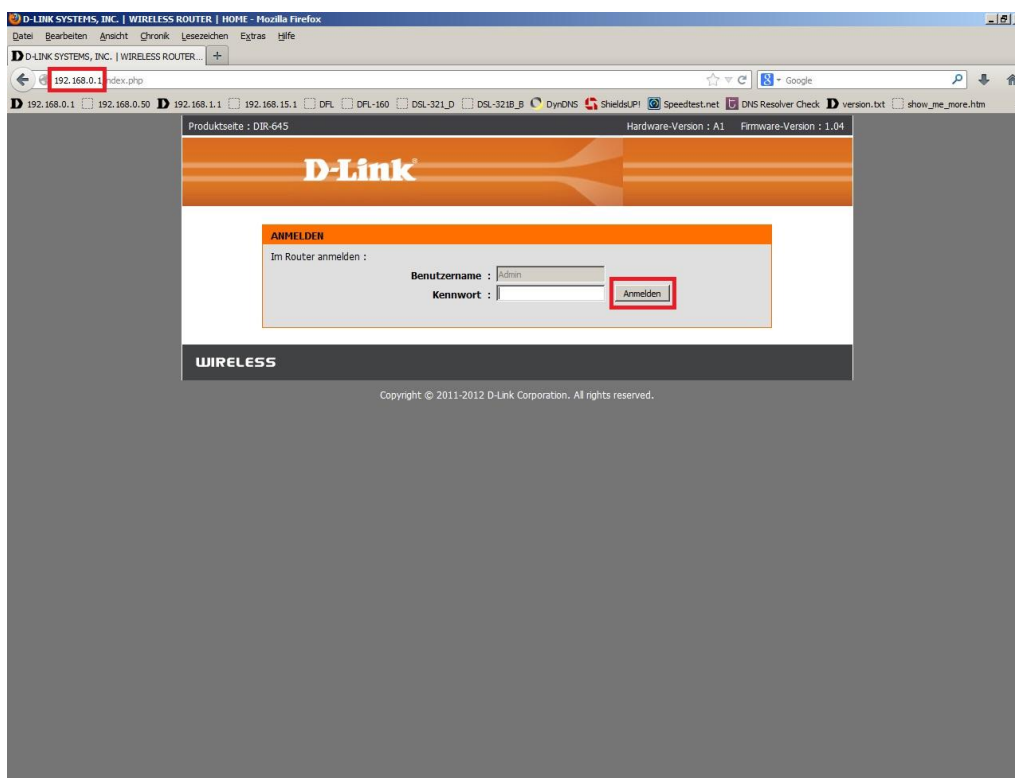 D-LINK SYSTEMS, INC. | WIRELESS ROUTER | HOME - Mozilla Firefox
Datei Bearbeiten Ansicht Chronik Lesezeichen Extras Hilfe
D-LINK SYSTEMS, INC. | WIRELESS ROUTER... +
192.168.0.1/index.php Google
192.168.0.1 192.168.0.50 192.168.1.1 192.168.15.1 DFL DFL-160 DSL-321_D DSL-321B_B DynDNS ShieldsUP! Speedtest.net DNS Resolver Check version.txt show_me_more.htm
Produktseite : DIR-645 Hardware-Version : A1 Firmware-Version : 1.04
D-Link
ANMELDEN
Im Router anmelden :
Benutzername : Admin
Kennwort : Anmelden
WIRELESS
Copyright © 2011-2012 D-Link Corporation. All rights reserved.